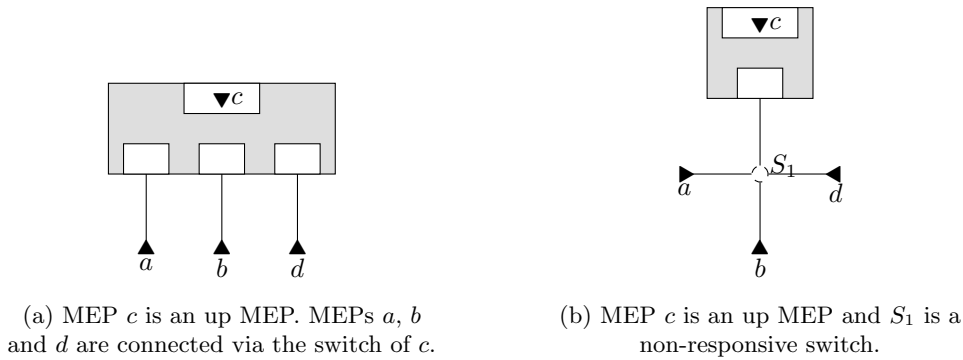 c
c
S1
a
d
a b d
b
(a) MEP c is an up MEP. MEPs a, b
and d are connected via the switch of c.
(b) MEP c is an up MEP and S1 is a
non-responsive switch.